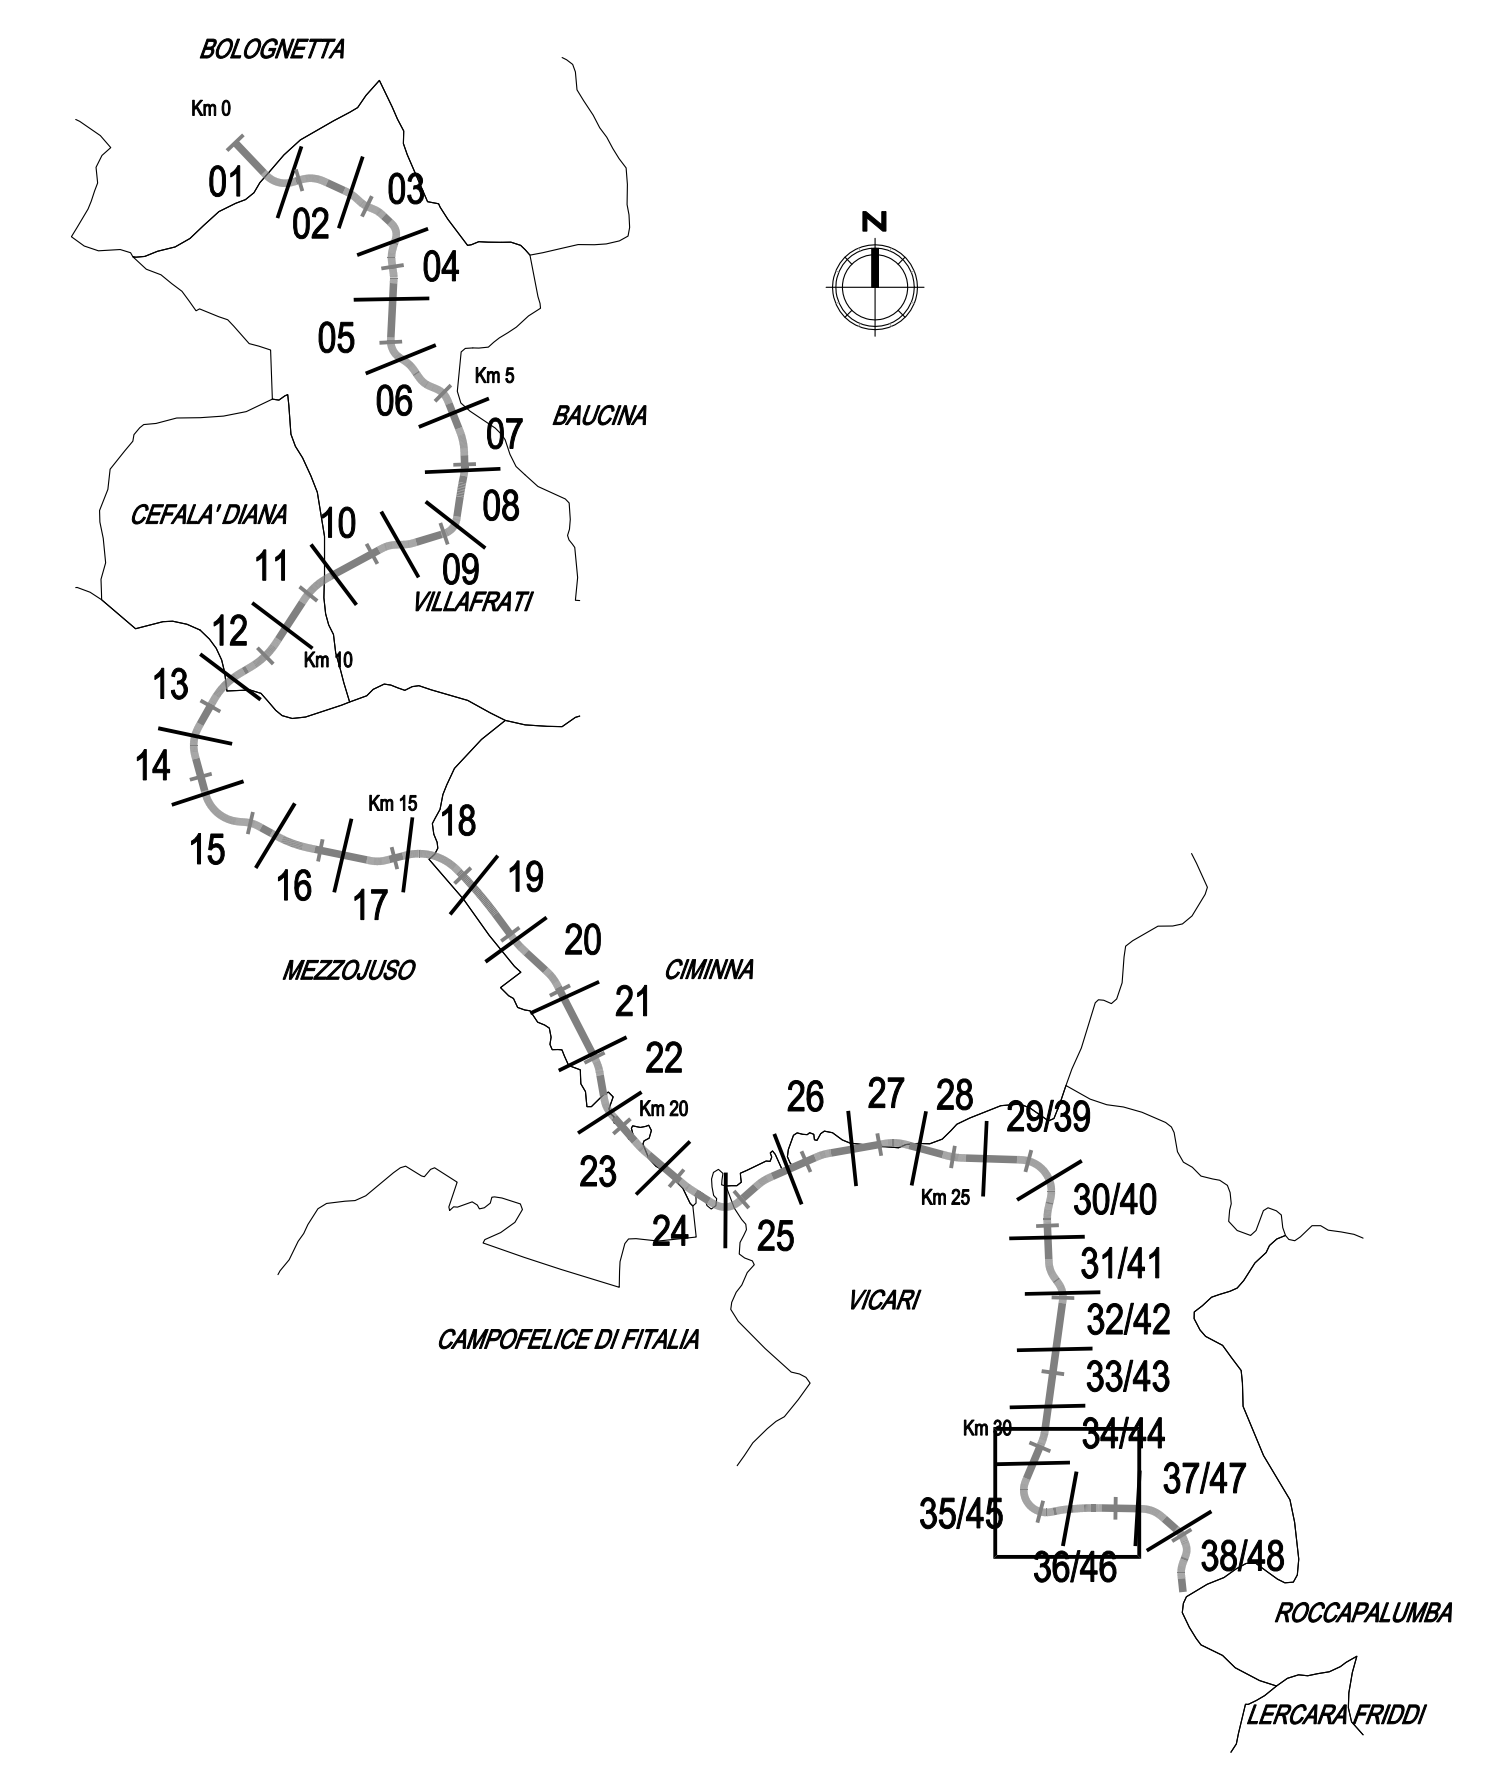 BOLOGNETTA
Km 0
01
02
03
N
04
05
Km 5
06
BAUCINA
07
CEFALA' DIANA
08
10
11
09
VILLAFRATI
12
Km 10
13
14
Km 15
18
15
16
17
19
20
MEZZOJUSO
CIMINNA
21
22
Km 20
26
27
28
29/39
23
Km 25
30/40
24
25
31/41
VICARI
32/42
CAMPOFELICE DI FITALIA
33/43
Km 30
34/44
37/47
35/45
36/46
38/48
ROCCAPALUMBA
LERCARA FRIDDI